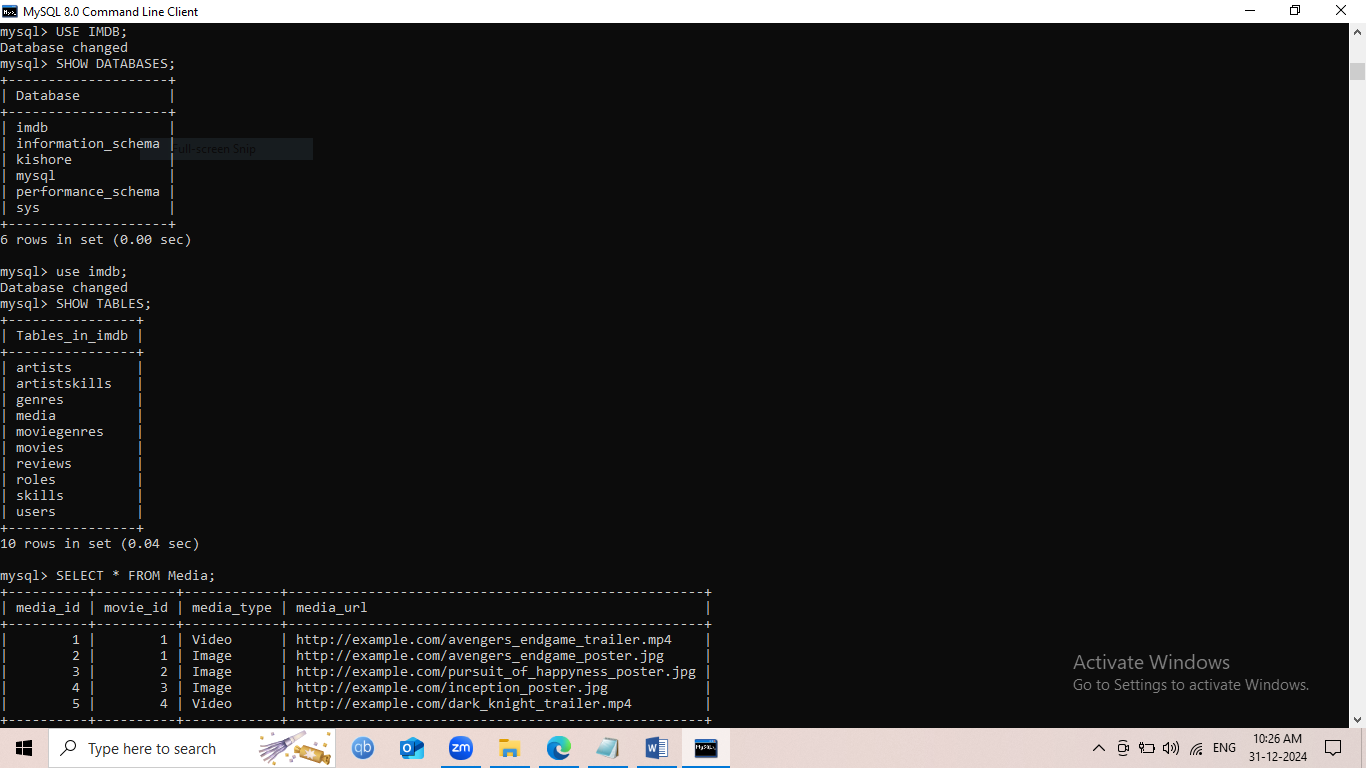 MySQL 8.0 Command Line Client
mysql> USE IMDB;
Database changed
mysql> SHOW DATABASES;
+--------------------+
| Database           |
+--------------------+
| imdb               |
| information_schema |
Full-screen Snip
| kishore            |
| mysql              |
| performance_schema |
| sys                |
+--------------------+
6 rows in set (0.00 sec)
mysql> use imdb;
Database changed
mysql> SHOW TABLES;
+----------------+
| Tables_in_imdb |
+----------------+
| artists        |
| artistskills   |
| genres         |
| media          |
| moviegenres    |
| movies         |
| reviews        |
| roles          |
| skills         |
| users          |
+----------------+
10 rows in set (0.04 sec)
mysql> SELECT * FROM Media;
+----------+----------+------------+----------------------------------------------------+
| media_id | movie_id | media_type | media_url                                          |
+----------+----------+------------+----------------------------------------------------+
|        1 |        1 | Video      | http://example.com/avengers_endgame_trailer.mp4    |
|        2 |        1 | Image      | http://example.com/avengers_endgame_poster.jpg     |
|        3 |        2 | Image      | http://example.com/pursuit_of_happyness_poster.jpg |
|        4 |        3 | Image      | http://example.com/inception_poster.jpg            |
|        5 |        4 | Video      | http://example.com/dark_knight_trailer.mp4         |
+----------+----------+------------+----------------------------------------------------+
Activate Windows
Go to Settings to activate Windows.
Type here to search
qb
zm
W
MySQL
ENG
10:26 AM
31-12-2024